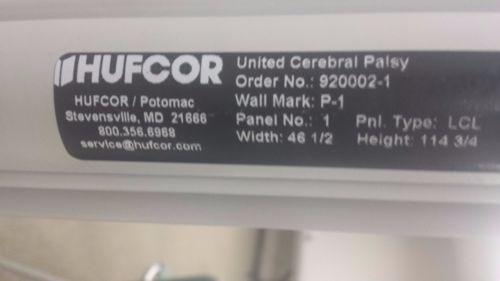 HUFCOR
HUFCOR / Potomac
Stevensville, MD 21666
800.356.6968
service@hufcor.com
United Cerebral Palsy
Order No.: 920002-1
Wall Mark: P-1
Panel No.: 1 Pnl. Type: LCL
Width: 46 1/2 Height: 114 3/4